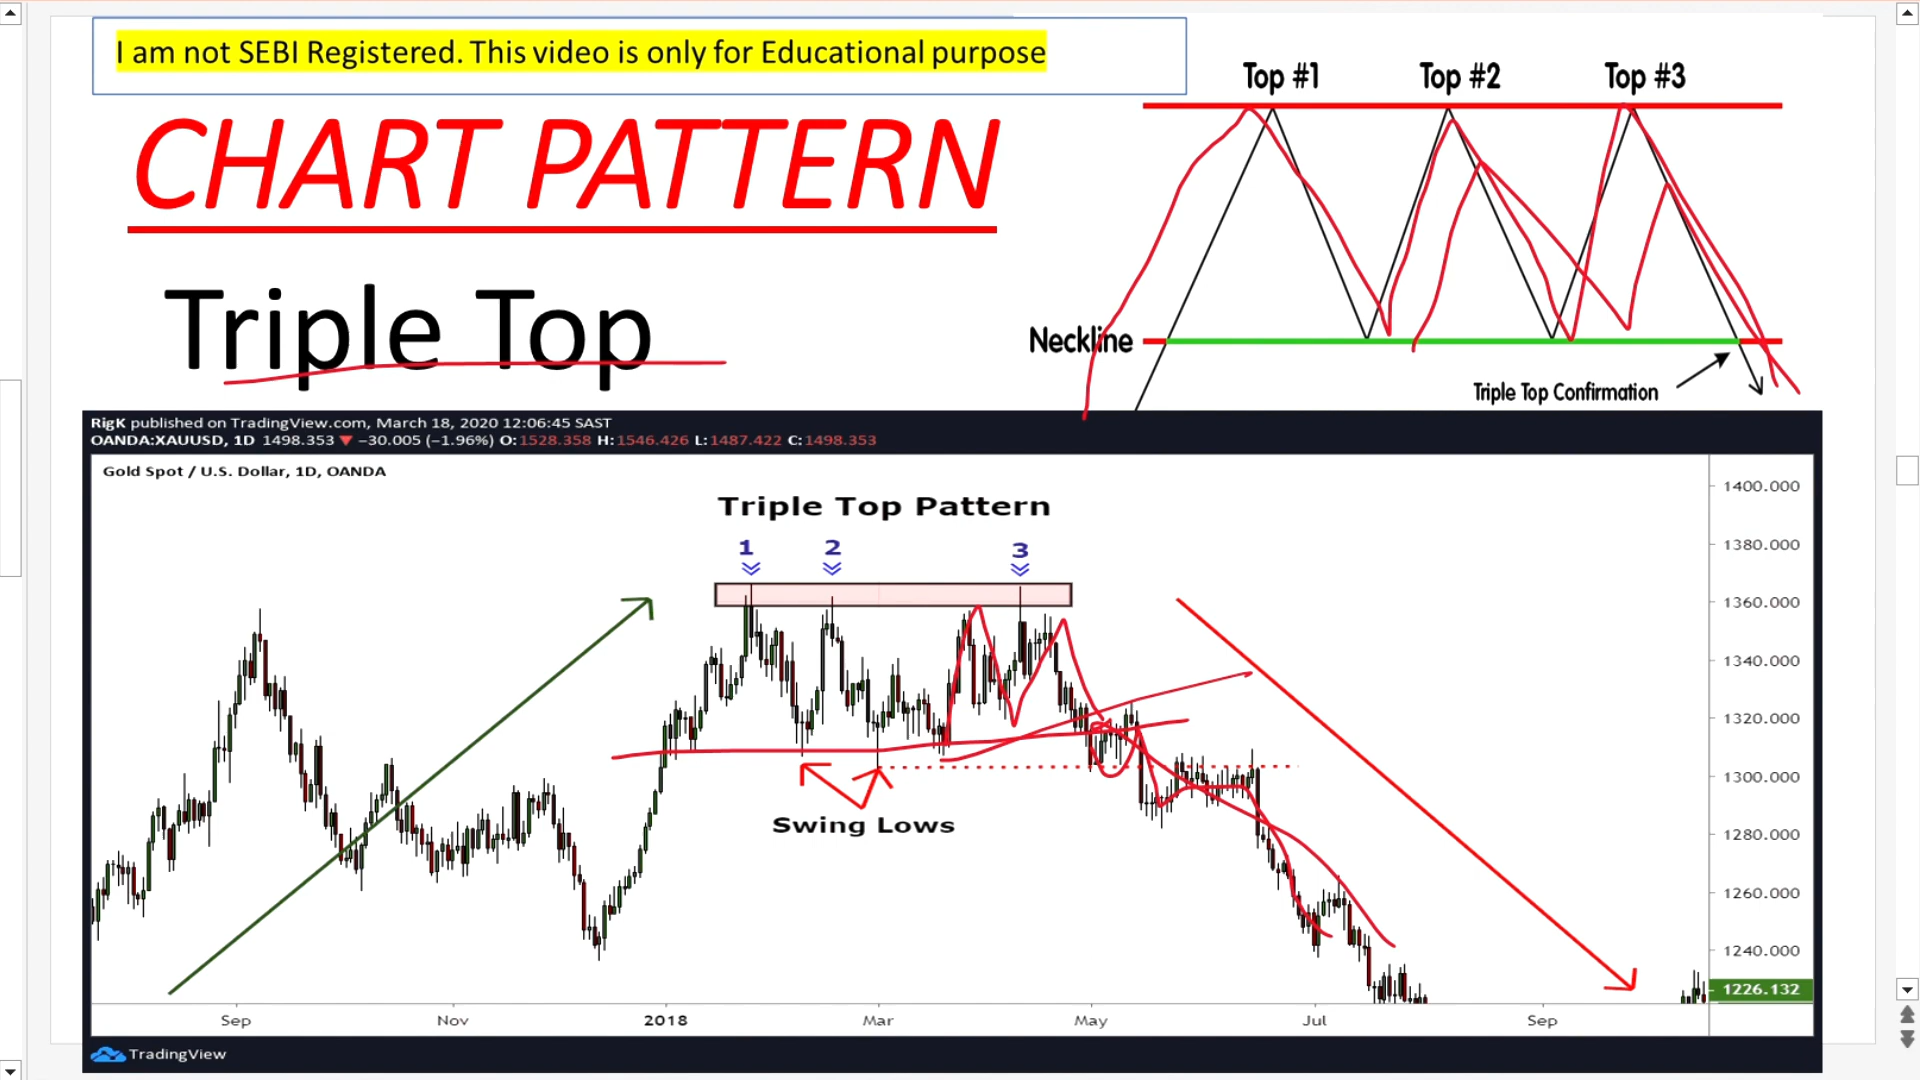 I am not SEBI Registered. This video is only for Educational purpose
CHART PATTERN
Triple Top
Top #1 Top #2 Top #3
Neckline
Triple Top Confirmation
RigK published on TradingView.com, March 18, 2020 12:06:45 SAST
OANDA:XAUUSD, 1D 1498.353 ▼ −30.005 (−1.96%) O:1528.358 H:1546.426 L:1487.422 C:1498.353
Gold Spot / U.S. Dollar, 1D, OANDA
Triple Top Pattern
1 2 3
Swing Lows
1400.000
1380.000
1360.000
1340.000
1320.000
1300.000
1280.000
1260.000
1240.000
1226.132
Sep Nov 2018 Mar May Jul Sep
TradingView